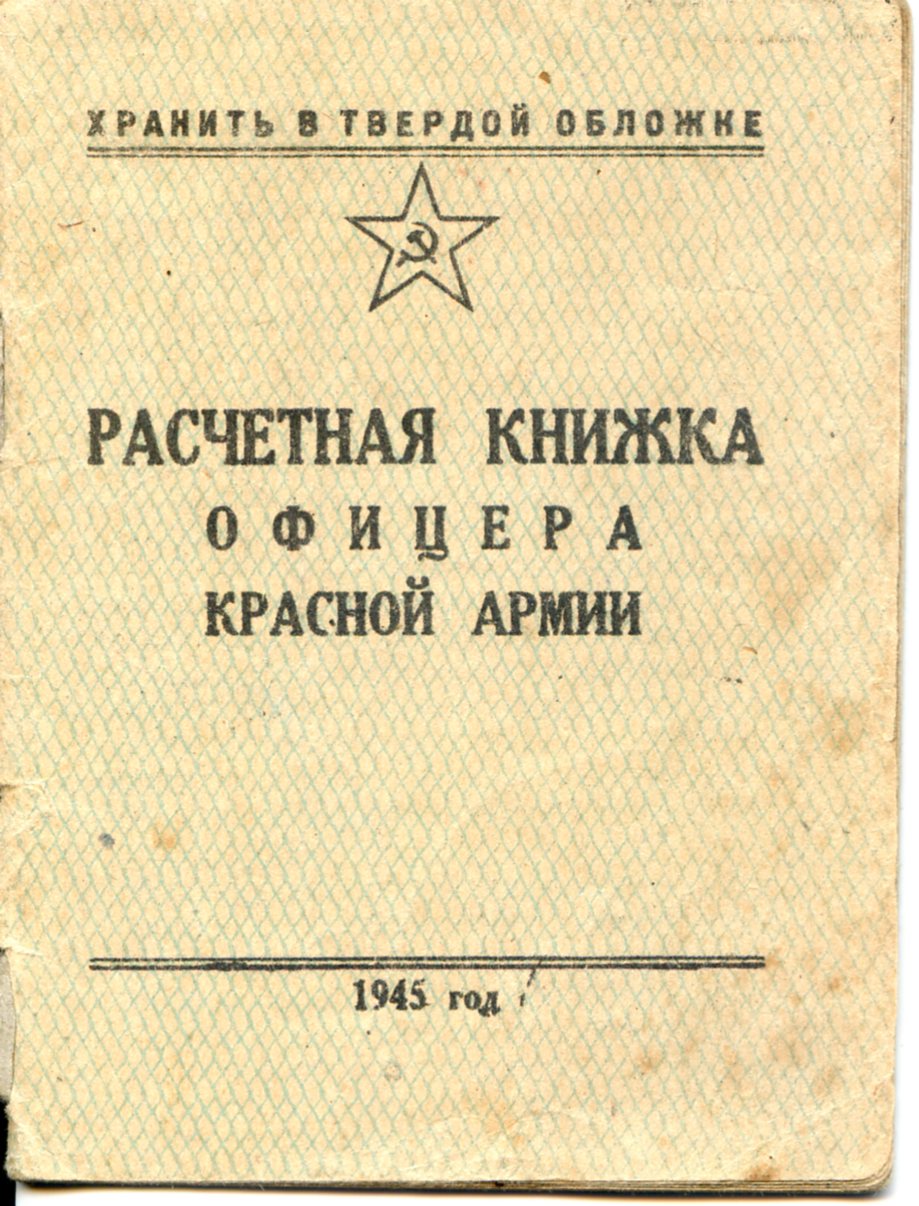 ХРАНИТЬ В ТВЕРДОЙ ОБЛОЖКЕ
РАСЧЕТНАЯ КНИЖКА
ОФИЦЕРА
КРАСНОЙ АРМИИ
1945 год